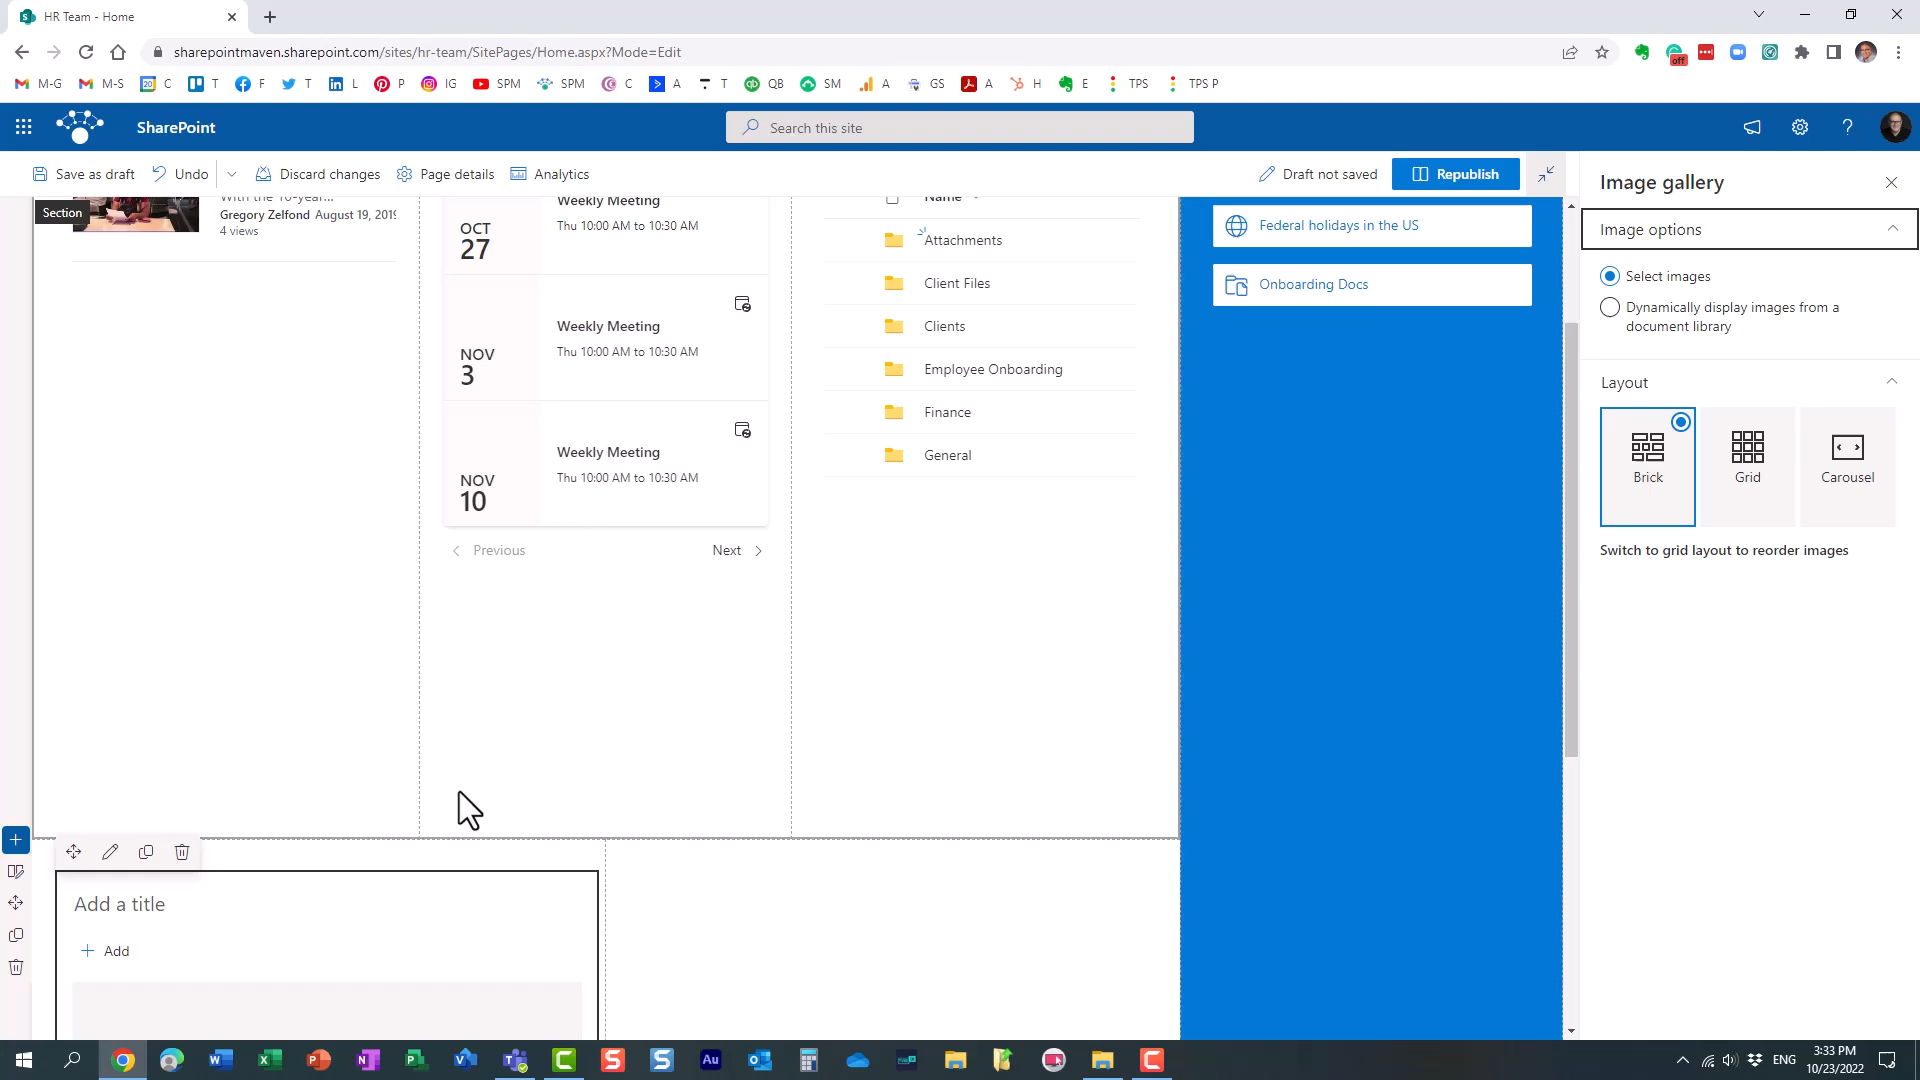 HR Team - Home
sharepointmaven.sharepoint.com/sites/hr-team/SitePages/Home.aspx?Mode=Edit
M-G
M-S
C
T
F
T
L
P
IG
SPM
SPM
C
A
T
QB
SM
A
GS
A
H
E
TPS
TPS P
SharePoint
Search this site
Save as draft
Undo
Discard changes
Page details
Analytics
Draft not saved
Republish
Section
With the 10-year...
Gregory Zelfond August 19, 2019
4 views
Weekly Meeting
OCT
27
Thu 10:00 AM to 10:30 AM
Weekly Meeting
NOV
3
Thu 10:00 AM to 10:30 AM
Weekly Meeting
NOV
10
Thu 10:00 AM to 10:30 AM
Previous
Next
Name
Attachments
Client Files
Clients
Employee Onboarding
Finance
General
Federal holidays in the US
Onboarding Docs
Image gallery
Image options
Select images
Dynamically display images from a
document library
Layout
Brick
Grid
Carousel
Switch to grid layout to reorder images
Add a title
Add
ENG
3:33 PM
10/23/2022